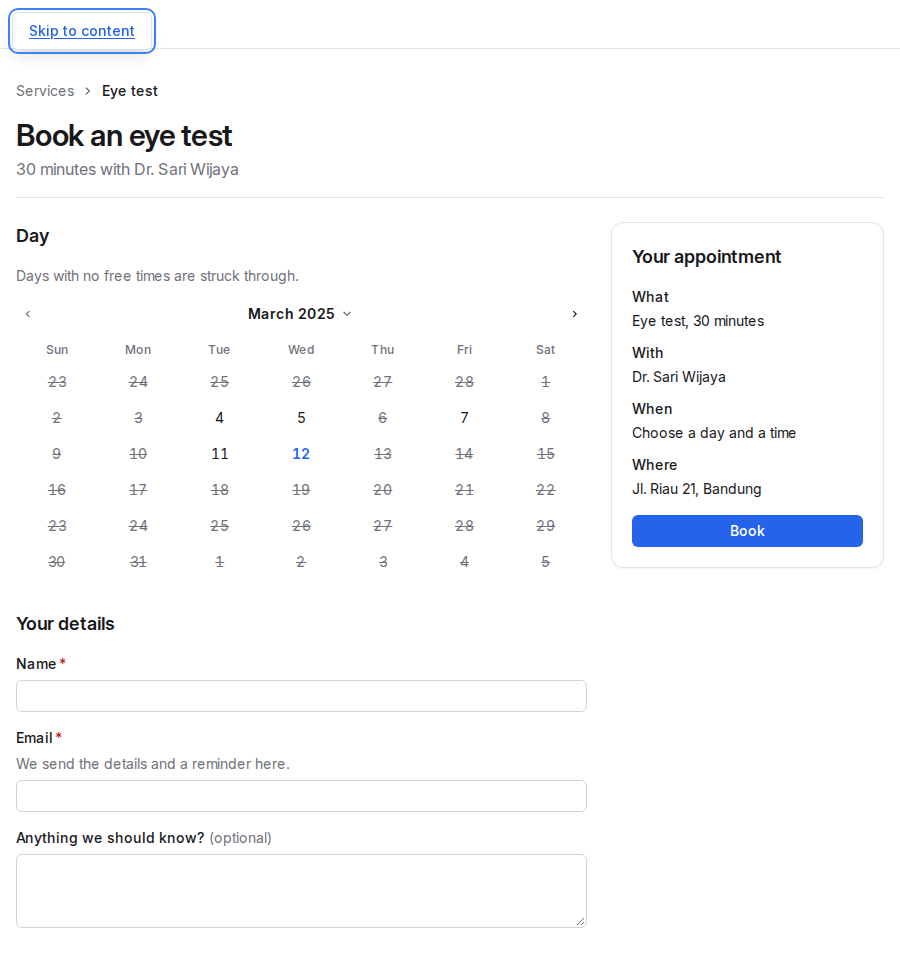 Skip to content
Services > Eye test
Book an eye test
30 minutes with Dr. Sari Wijaya
Day
Days with no free times are struck through.
March 2025
Sun Mon Tue Wed Thu Fri Sat
23 24 25 26 27 28 1
2 3 4 5 6 7 8
9 10 11 12 13 14 15
16 17 18 19 20 21 22
23 24 25 26 27 28 29
30 31 1 2 3 4 5
Your appointment
What
Eye test, 30 minutes
With
Dr. Sari Wijaya
When
Choose a day and a time
Where
Jl. Riau 21, Bandung
Book
Your details
Name *
Email *
We send the details and a reminder here.
Anything we should know? (optional)